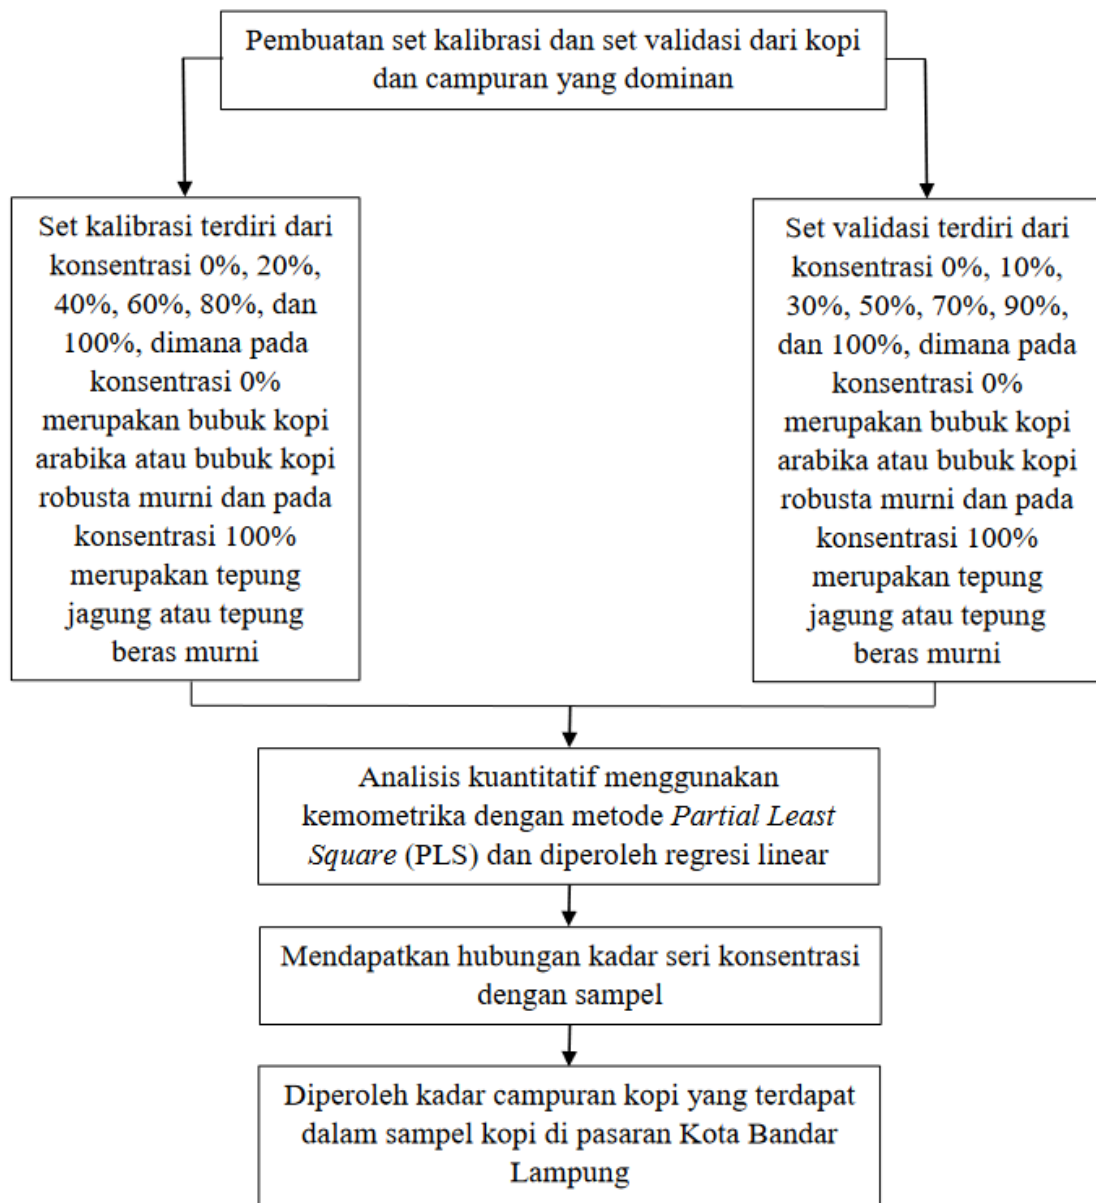 Pembuatan set kalibrasi dan set validasi dari kopi
dan campuran yang dominan
Set kalibrasi terdiri dari
konsentrasi 0%, 20%,
40%, 60%, 80%, dan
100%, dimana pada
konsentrasi 0%
merupakan bubuk kopi
arabika atau bubuk kopi
robusta murni dan pada
konsentrasi 100%
merupakan tepung
jagung atau tepung
beras murni
Set validasi terdiri dari
konsentrasi 0%, 10%,
30%, 50%, 70%, 90%,
dan 100%, dimana pada
konsentrasi 0%
merupakan bubuk kopi
arabika atau bubuk kopi
robusta murni dan pada
konsentrasi 100%
merupakan tepung
jagung atau tepung
beras murni
Analisis kuantitatif menggunakan
kemometrika dengan metode Partial Least
Square (PLS) dan diperoleh regresi linear
Mendapatkan hubungan kadar seri konsentrasi
dengan sampel
Diperoleh kadar campuran kopi yang terdapat
dalam sampel kopi di pasaran Kota Bandar
Lampung